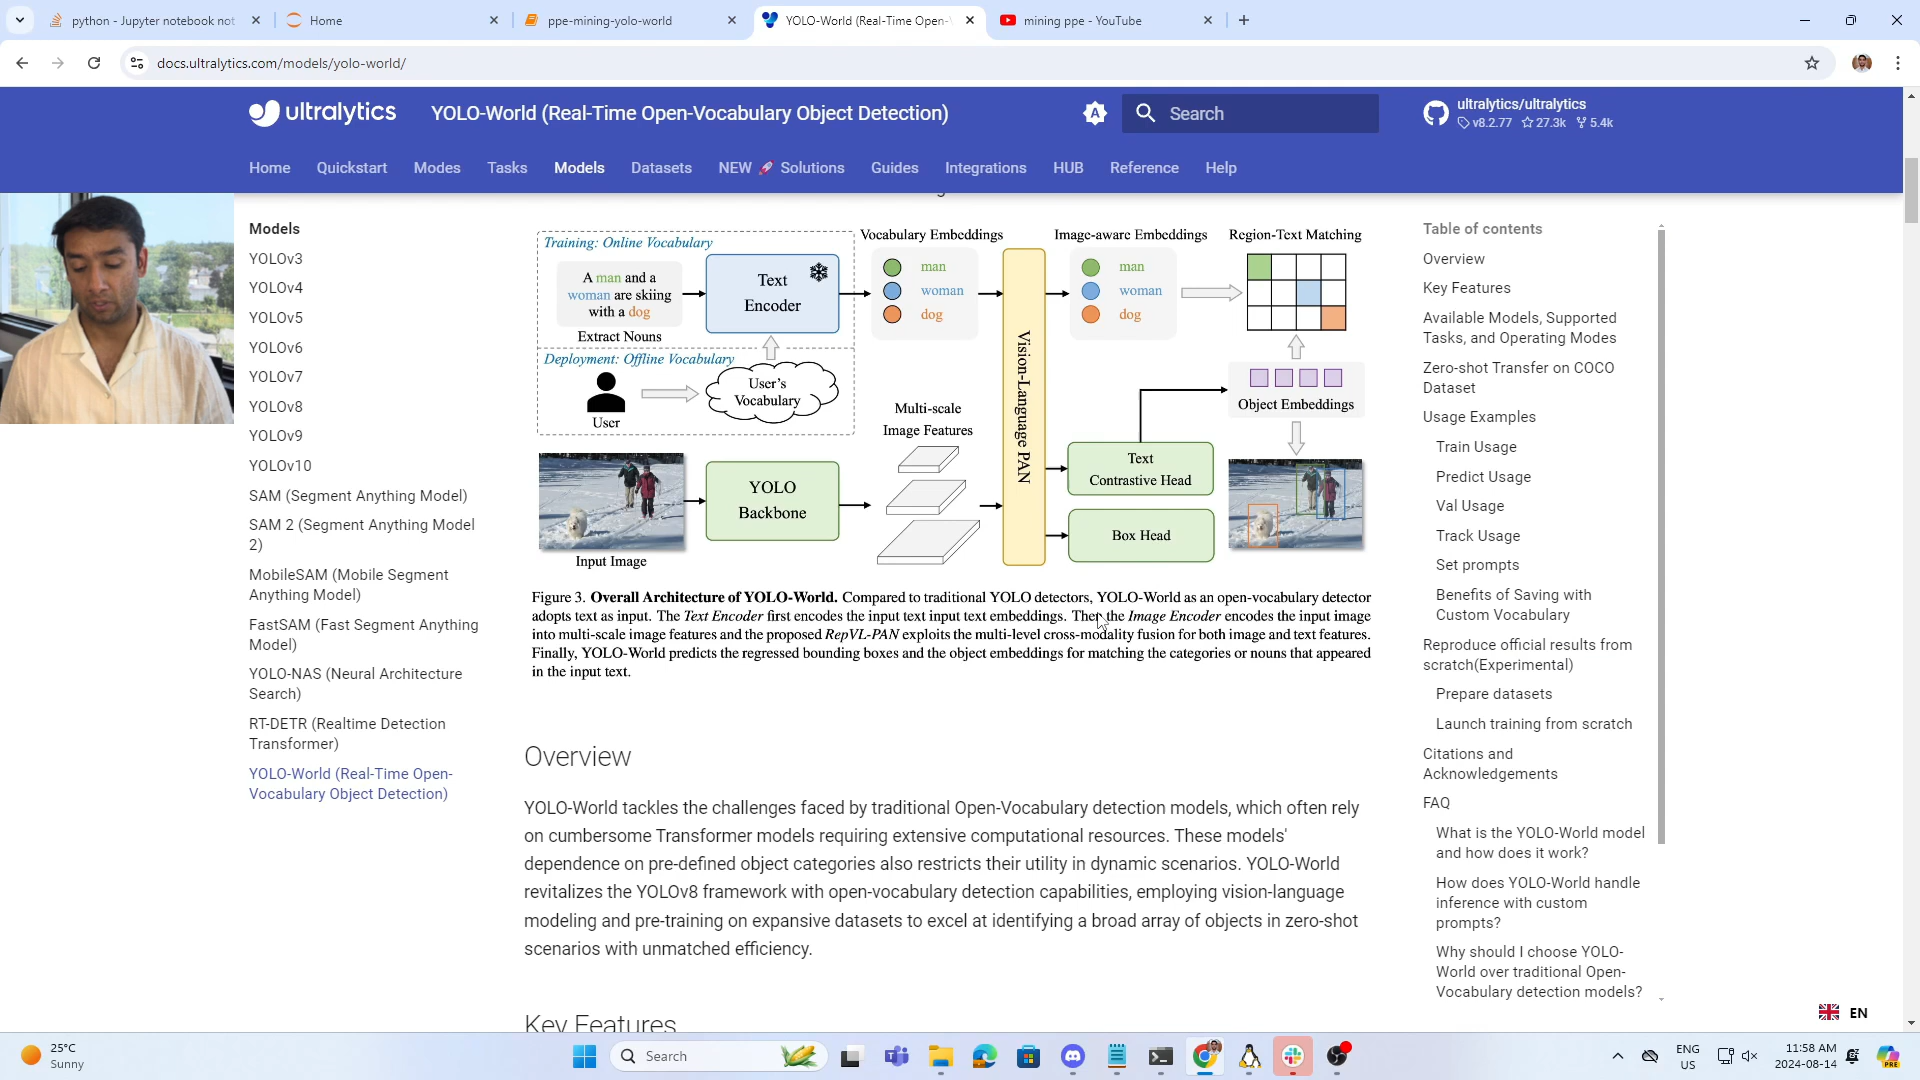 python - Jupyter notebook not
Home
ppe-mining-yolo-world
YOLO-World (Real-Time Open-V
mining ppe - YouTube
docs.ultralytics.com/models/yolo-world/
ultralytics
YOLO-World (Real-Time Open-Vocabulary Object Detection)
A
Search
ultralytics/ultralytics
v8.2.77 27.3k 5.4k
Home Quickstart Modes Tasks Models Datasets NEW 🚀 Solutions Guides Integrations HUB Reference Help
Models
YOLOv3
YOLOv4
YOLOv5
YOLOv6
YOLOv7
YOLOv8
YOLOv9
YOLOv10
SAM (Segment Anything Model)
SAM 2 (Segment Anything Model
2)
MobileSAM (Mobile Segment
Anything Model)
FastSAM (Fast Segment Anything
Model)
YOLO-NAS (Neural Architecture
Search)
RT-DETR (Realtime Detection
Transformer)
YOLO-World (Real-Time Open-
Vocabulary Object Detection)
Training: Online Vocabulary
A man and a
woman are skiing
with a dog
Extract Nouns
Text
Encoder
Deployment: Offline Vocabulary
User
User's
Vocabulary
Vocabulary Embeddings
man
woman
dog
Image-aware Embeddings
man
woman
dog
Region-Text Matching
Vision-Language PAN
Object Embeddings
Input Image
YOLO
Backbone
Multi-scale
Image Features
Text
Contrastive Head
Box Head
Figure 3. Overall Architecture of YOLO-World. Compared to traditional YOLO detectors, YOLO-World as an open-vocabulary detector
adopts text as input. The Text Encoder first encodes the input text input text embeddings. Then the Image Encoder encodes the input image
into multi-scale image features and the proposed RepVL-PAN exploits the multi-level cross-modality fusion for both image and text features.
Finally, YOLO-World predicts the regressed bounding boxes and the object embeddings for matching the categories or nouns that appeared
in the input text.
Overview
YOLO-World tackles the challenges faced by traditional Open-Vocabulary detection models, which often rely
on cumbersome Transformer models requiring extensive computational resources. These models'
dependence on pre-defined object categories also restricts their utility in dynamic scenarios. YOLO-World
revitalizes the YOLOv8 framework with open-vocabulary detection capabilities, employing vision-language
modeling and pre-training on expansive datasets to excel at identifying a broad array of objects in zero-shot
scenarios with unmatched efficiency.
Key Features
Table of contents
Overview
Key Features
Available Models, Supported
Tasks, and Operating Modes
Zero-shot Transfer on COCO
Dataset
Usage Examples
Train Usage
Predict Usage
Val Usage
Track Usage
Set prompts
Benefits of Saving with
Custom Vocabulary
Reproduce official results from
scratch(Experimental)
Prepare datasets
Launch training from scratch
Citations and
Acknowledgements
FAQ
What is the YOLO-World model
and how does it work?
How does YOLO-World handle
inference with custom
prompts?
Why should I choose YOLO-
World over traditional Open-
Vocabulary detection models?
EN
25°C
Sunny
Search
ENG
US
11:58 AM
2024-08-14
PRE